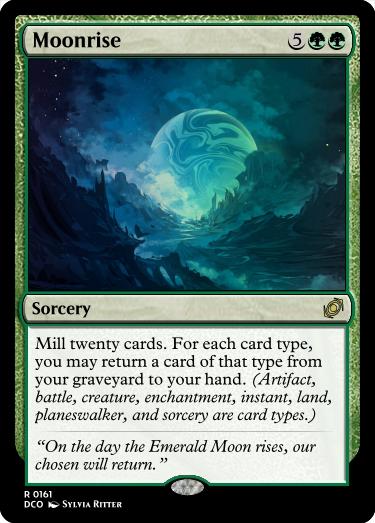 Moonrise 5
Sorcery
Mill twenty cards. For each card type,
you may return a card of that type from
your graveyard to your hand. (Artifact,
battle, creature, enchantment, instant, land,
planeswalker, and sorcery are card types.)
“On the day the Emerald Moon rises, our
chosen will return.”
R 0161
DCO SYLVIA RITTER